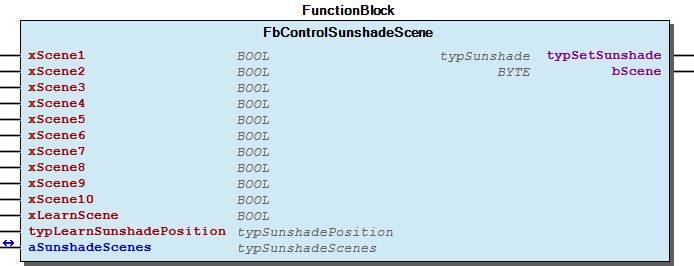 FunctionBlock
FbControlSunshadeScene
xScene1 BOOL typSunshade typSetSunshade
xScene2 BOOL BYTE bScene
xScene3 BOOL
xScene4 BOOL
xScene5 BOOL
xScene6 BOOL
xScene7 BOOL
xScene8 BOOL
xScene9 BOOL
xScene10 BOOL
xLearnScene BOOL
typLearnSunshadePosition typSunshadePosition
aSunshadeScenes typSunshadeScenes